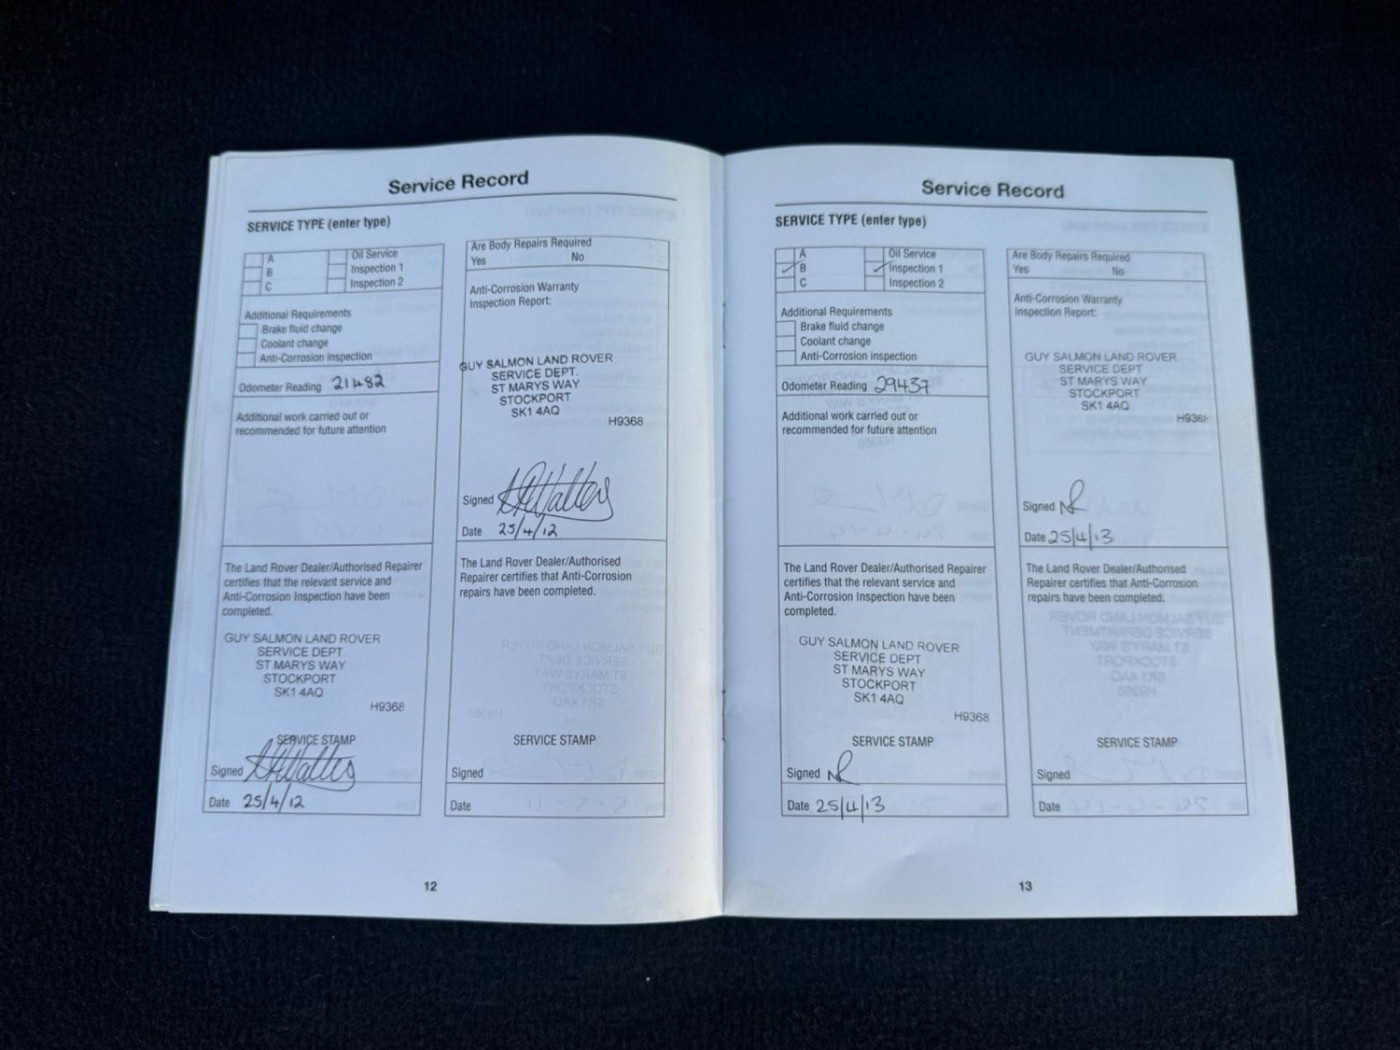 Service Record
SERVICE TYPE (enter type)
A
B
C
Oil Service
Inspection 1
Inspection 2
Additional Requirements
Brake fluid change
Coolant change
Anti-Corrosion inspection
Odometer Reading 21482
Additional work carried out or
recommended for future attention
The Land Rover Dealer/Authorised Repairer
certifies that the relevant service and
Anti-Corrosion Inspection have been
completed.
GUY SALMON LAND ROVER
SERVICE DEPT.
ST MARYS WAY
STOCKPORT
SK1 4AQ
H9368
SERVICE STAMP
Signed
Date 25/4/12
Are Body Repairs Required
Yes No
Anti-Corrosion Warranty
Inspection Report:
GUY SALMON LAND ROVER
SERVICE DEPT.
ST MARYS WAY
STOCKPORT
SK1 4AQ
H9368
Signed
Date 25/4/12
The Land Rover Dealer/Authorised
Repairer certifies that Anti-Corrosion
repairs have been completed.
SERVICE STAMP
Signed
Date
12
Service Record
SERVICE TYPE (enter type)
A
B
C
Oil Service
Inspection 1
Inspection 2
Additional Requirements
Brake fluid change
Coolant change
Anti-Corrosion inspection
Odometer Reading 29437
Additional work carried out or
recommended for future attention
The Land Rover Dealer/Authorised Repairer
certifies that the relevant service and
Anti-Corrosion Inspection have been
completed.
GUY SALMON LAND ROVER
SERVICE DEPT
ST MARYS WAY
STOCKPORT
SK1 4AQ
H9368
SERVICE STAMP
Signed
Date 25/4/13
Are Body Repairs Required
Yes No
Anti-Corrosion Warranty
Inspection Report:
GUY SALMON LAND ROVER
SERVICE DEPT
ST MARYS WAY
STOCKPORT
SK1 4AQ
H9368
Signed
Date 25/4/13
The Land Rover Dealer/Authorised
Repairer certifies that Anti-Corrosion
repairs have been completed.
SERVICE STAMP
Signed
Date
13